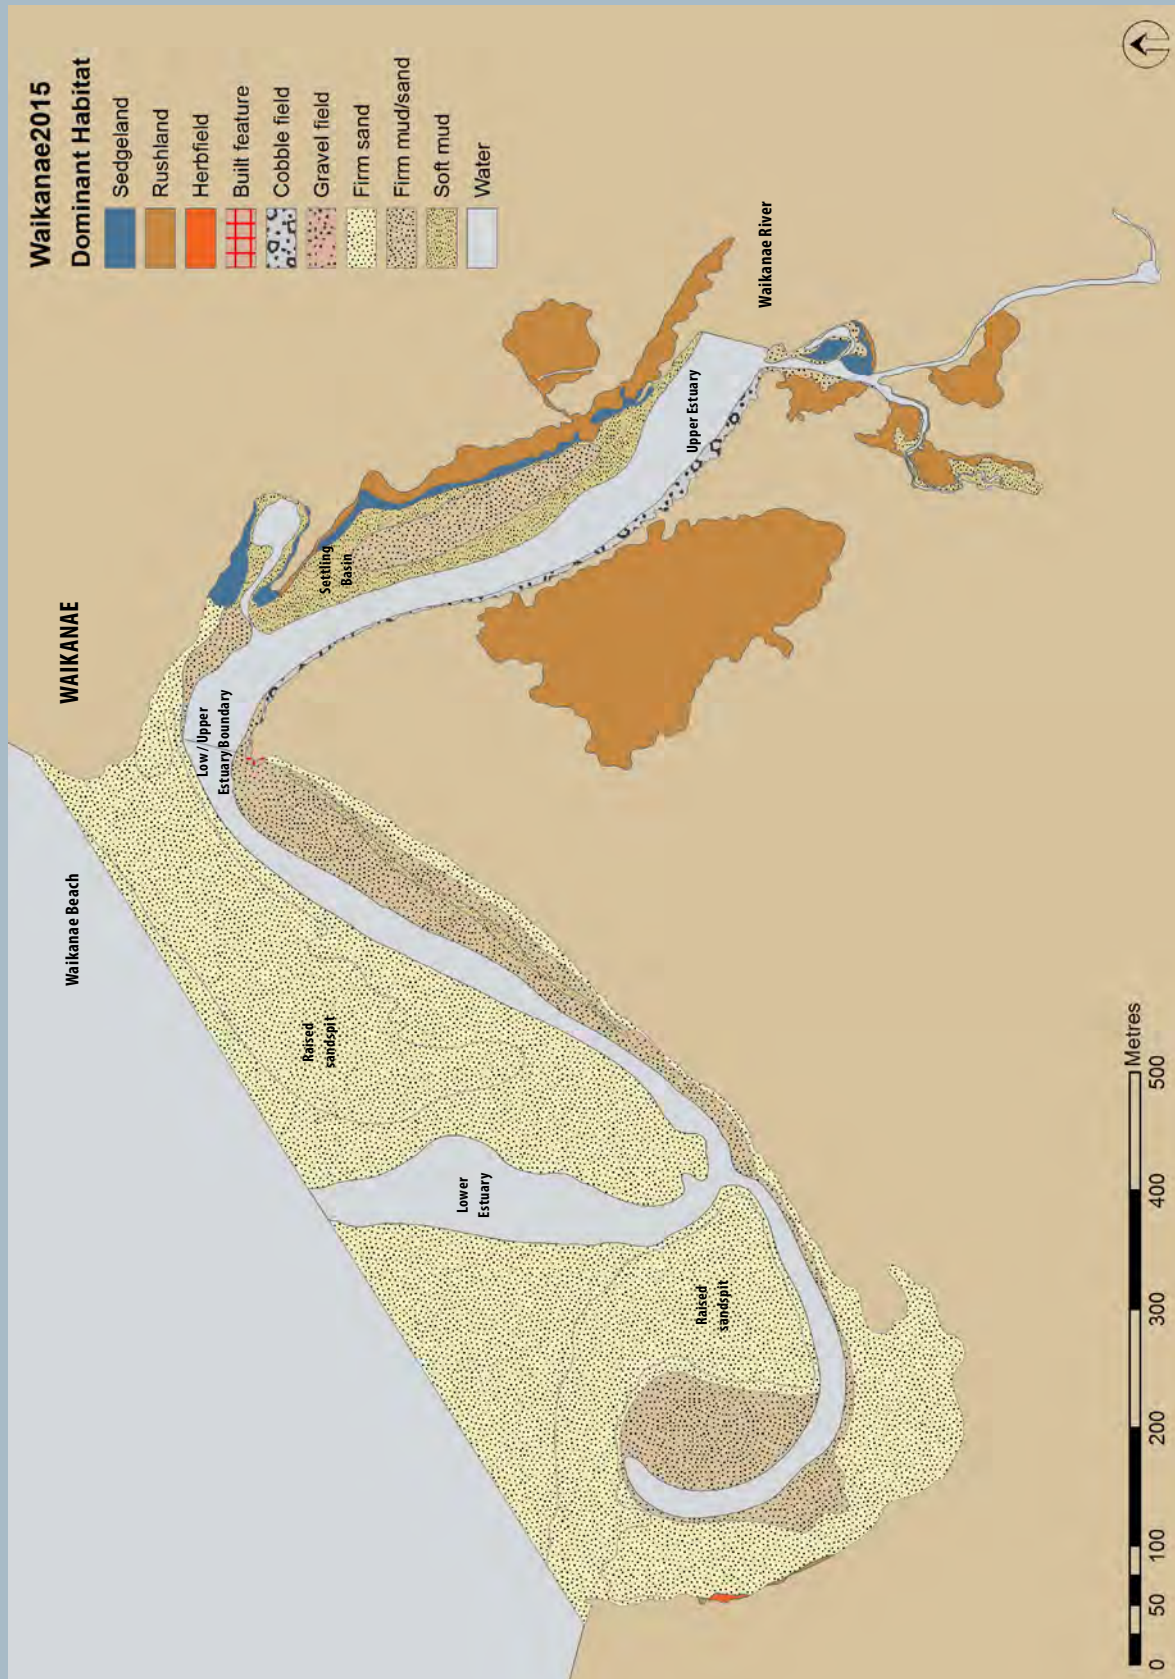 Waikanae2015
Dominant Habitat
Sedgeland
Rushland
Herbfield
Built feature
Cobble field
Gravel field
Firm sand
Firm mud/sand
Soft mud
Water
WAIKANAE
Waikanae Beach
Waikanae River
Low / Upper
Estuary Boundary
Settling
Basin
Upper Estuary
Raised
sandspit
Lower
Estuary
Raised
sandspit
0 50 100 200 300 400 500
Metres